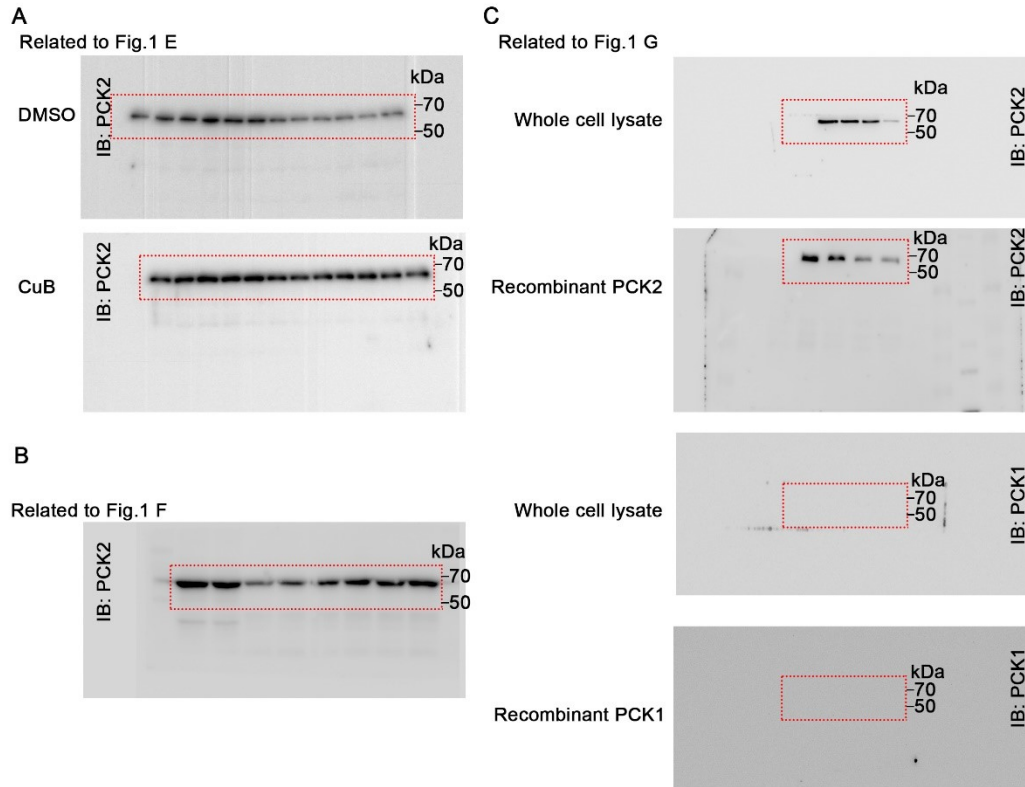 A
Related to Fig.1 E
DMSO
IB: PCK2
kDa
-70
-50
CuB
IB: PCK2
kDa
-70
-50
B
Related to Fig.1 F
IB: PCK2
kDa
-70
-50
C
Related to Fig.1 G
Whole cell lysate
kDa
-70
-50
IB: PCK2
Recombinant PCK2
kDa
-70
-50
IB: PCK2
Whole cell lysate
kDa
-70
-50
IB: PCK1
Recombinant PCK1
kDa
-70
-50
IB: PCK1